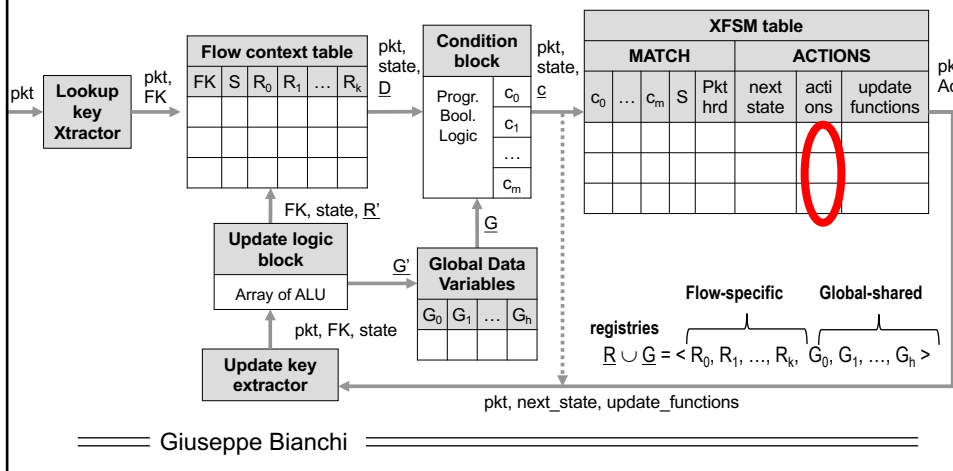 pkt
Lookup
key
Xtractor
pkt,
FK
Flow context table
FK S R0 R1 … Rk
pkt,
state,
D
Condition
block
Progr.
Bool.
Logic
c0
c1
…
cm
pkt,
state,
c
XFSM table
MATCH ACTIONS
c0 … cm S Pkt hrd next state acti ons update functions
FK, state, R'
Update logic
block
Array of ALU
G'
G
Global Data
Variables
G0 G1 … Gh
pkt, FK, state
Update key
extractor
Flow-specific Global-shared
registries
R ∪ G = < R0, R1, …, Rk, G0, G1, …, Gh >
pkt, next_state, update_functions
Giuseppe Bianchi